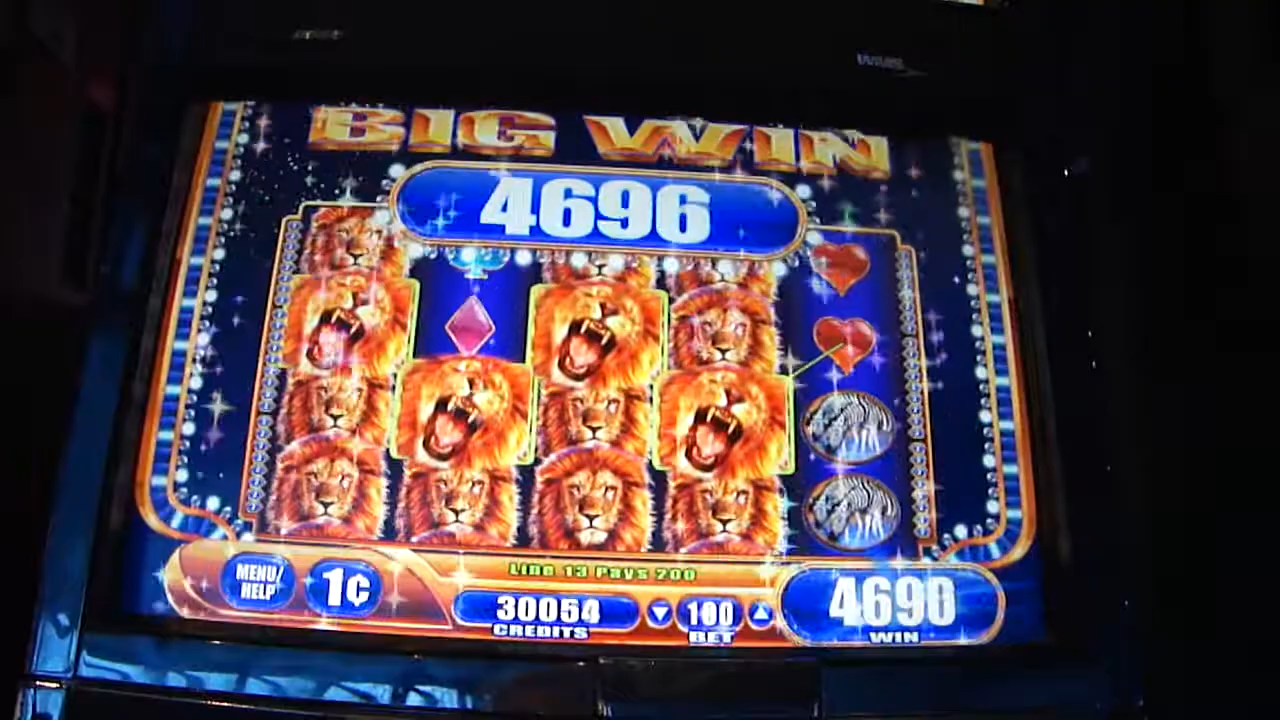 BIG WIN
4696
Line 13 Pays 200
MENU/
HELP
1¢
30054
CREDITS
100
BET
4690
WIN